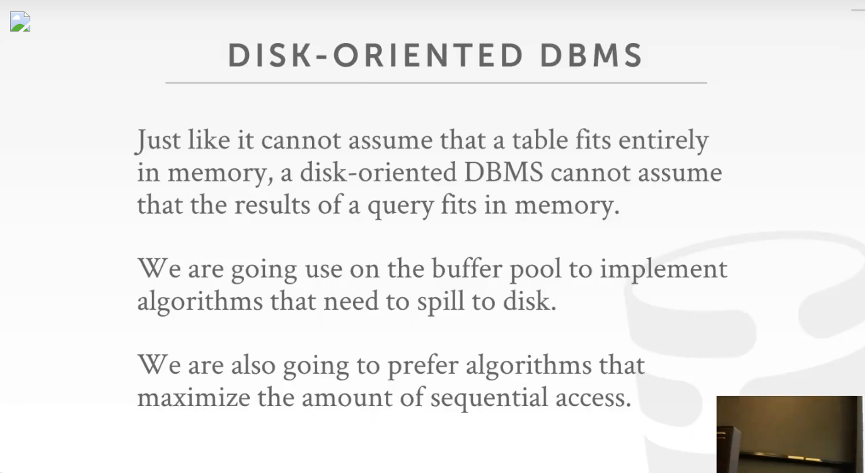 DISK-ORIENTED DBMS
Just like it cannot assume that a table fits entirely
in memory, a disk-oriented DBMS cannot assume
that the results of a query fits in memory.
We are going use on the buffer pool to implement
algorithms that need to spill to disk.
We are also going to prefer algorithms that
maximize the amount of sequential access.